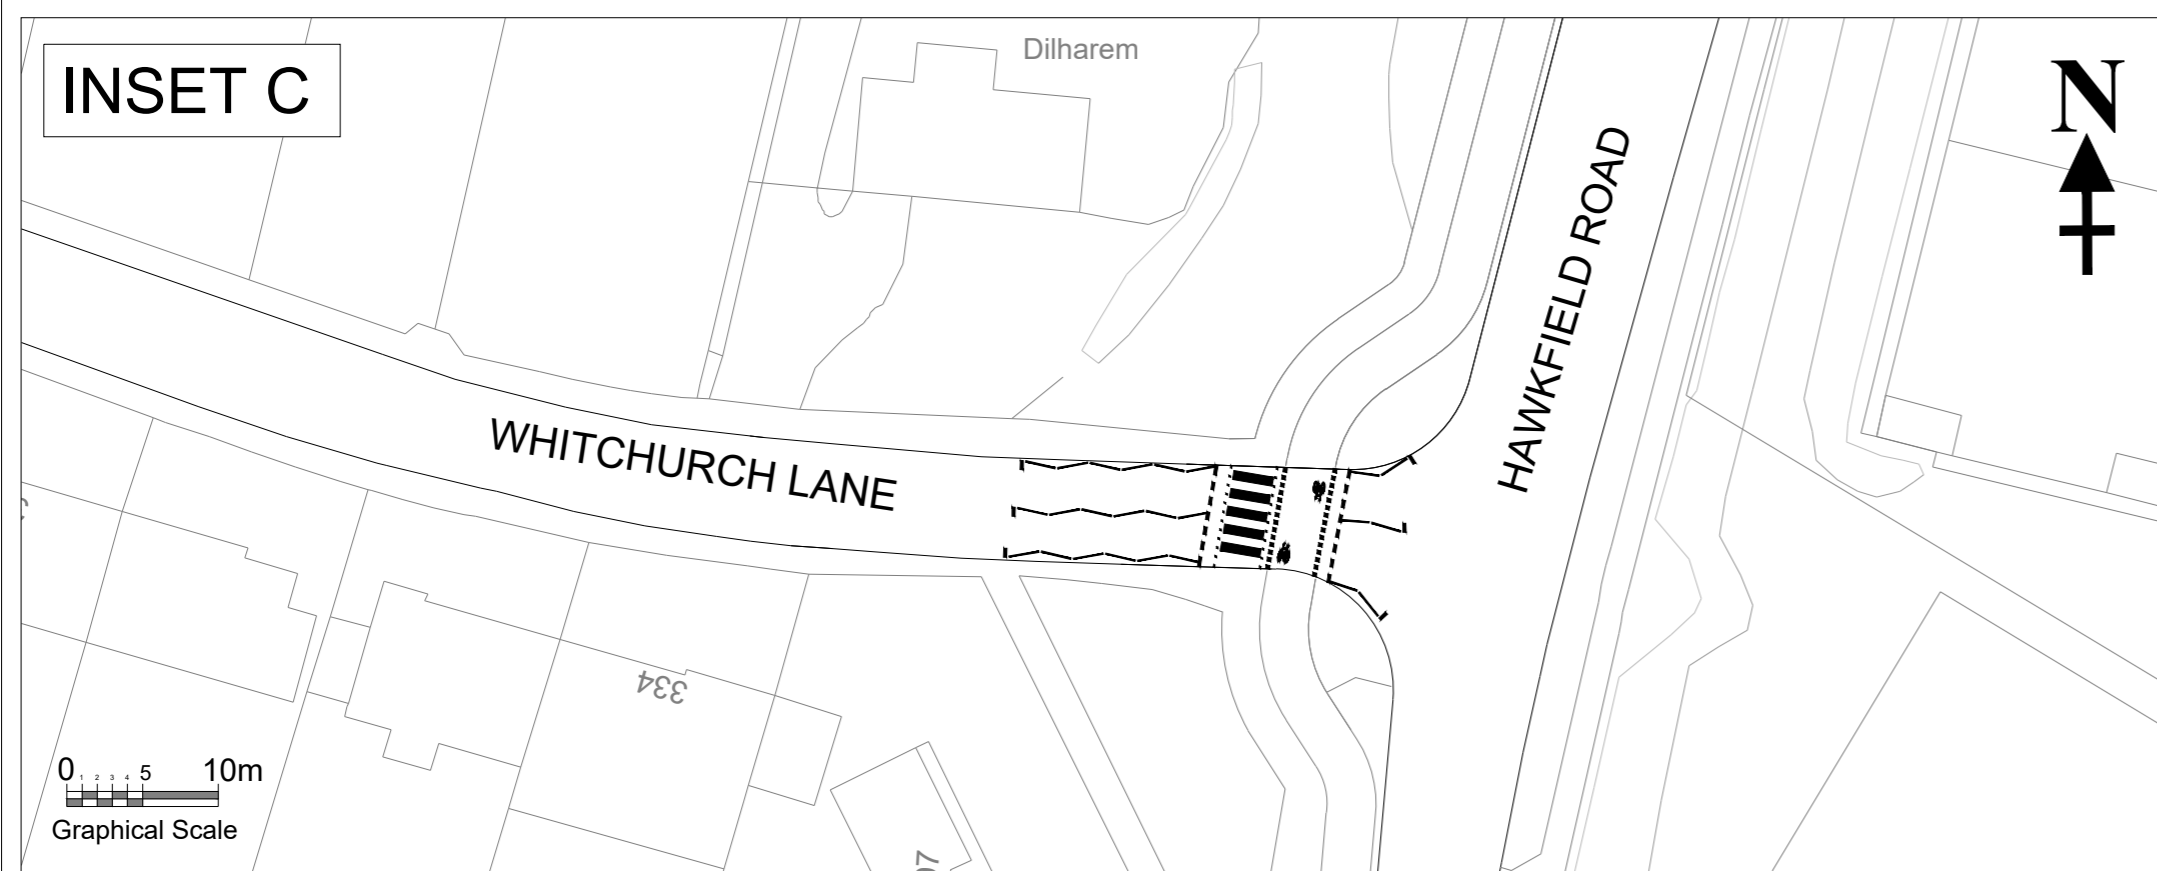 INSET C
Dilharem
N
HAWKFIELD ROAD
WHITCHURCH LANE
334
0 1 2 3 4 5 10m
Graphical Scale